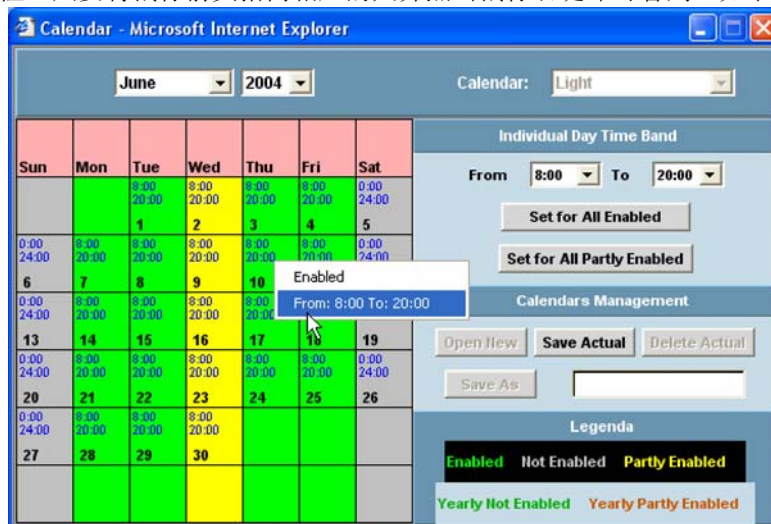 Calendar - Microsoft Internet Explorer
June 2004 Calendar: Light
Individual Day Time Band
Sun Mon Tue Wed Thu Fri Sat
From 8:00 To 20:00
8:00 8:00 8:00 8:00 0:00
20:00 20:00 20:00 20:00 24:00
1 2 3 4 5
Set for All Enabled
0:00 8:00 8:00 8:00 8:00 8:00 0:00
24:00 20:00 20:00 20:00 20:00 20:00 24:00
6 7 8 9 10
Set for All Partly Enabled
Enabled
From: 8:00 To: 20:00
Calendars Management
0:00 8:00 8:00 8:00 8:00
24:00 20:00 20:00 20:00 20:00
13 14 15 16 17 18 19
Open New Save Actual Delete Actual
0:00 8:00 8:00 8:00 8:00 8:00 0:00
24:00 20:00 20:00 20:00 20:00 20:00 24:00
20 21 22 23 24 25 26
Save As
0:00 8:00 8:00 8:00
24:00 20:00 20:00 20:00
27 28 29 30
Legenda
Enabled Not Enabled Partly Enabled
Yearly Not Enabled Yearly Partly Enabled